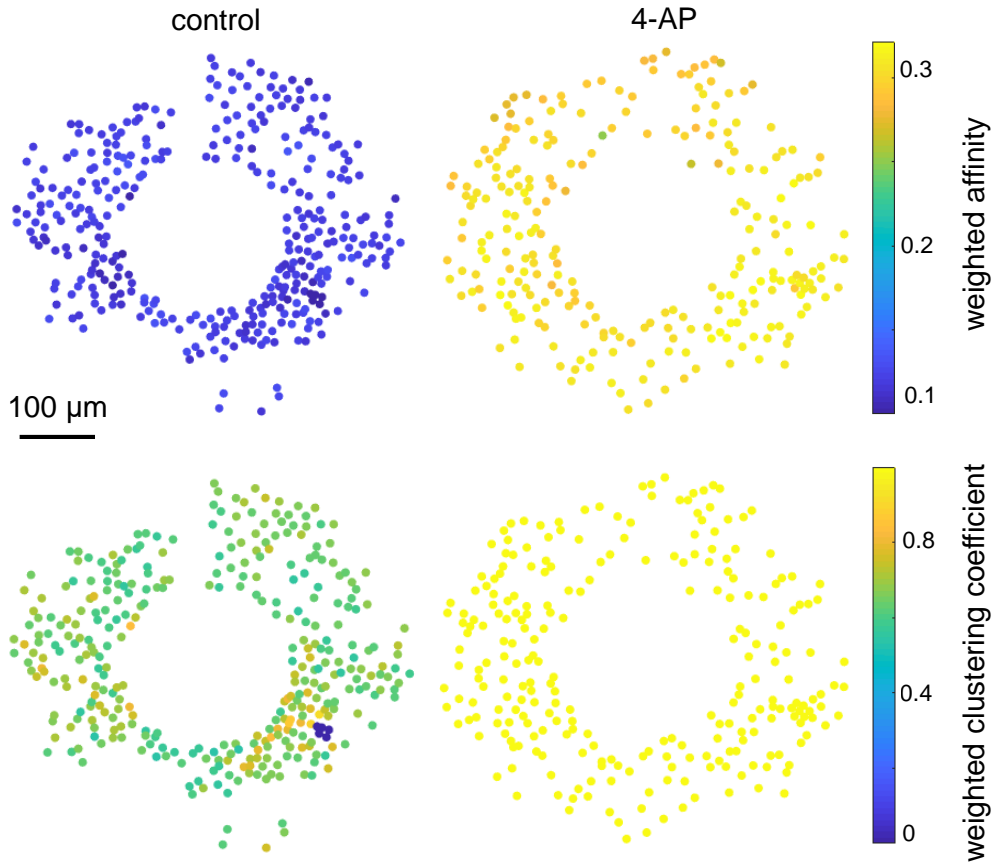 control
4-AP
0.3
0.2
0.1
weighted affinity
100 µm
0.8
0.4
0
weighted clustering coefficient